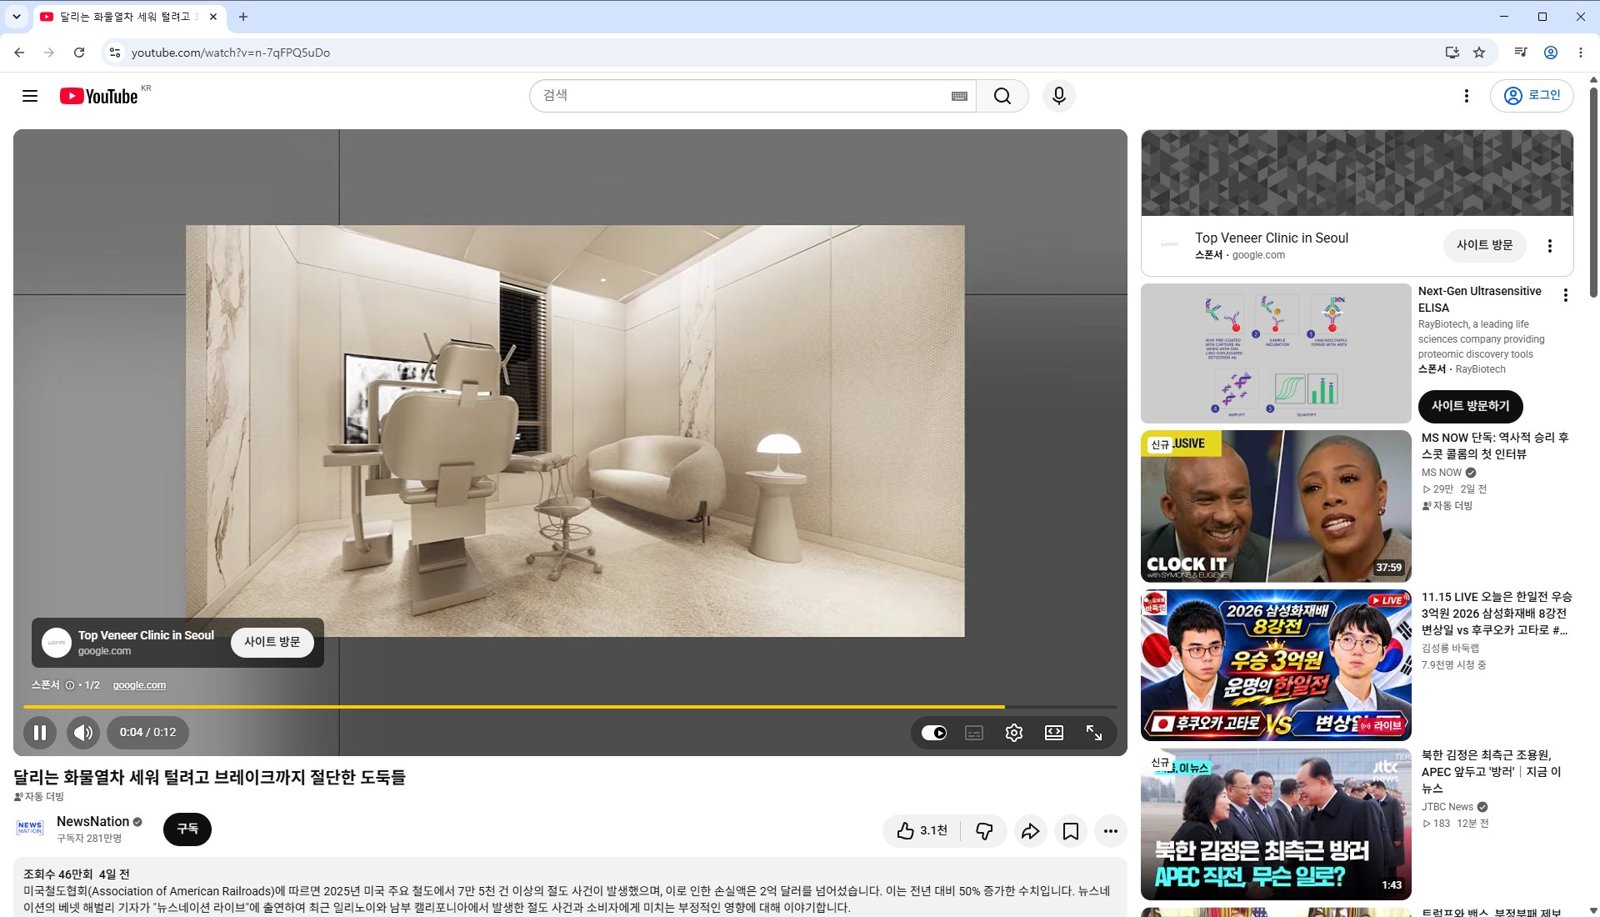 달리는 화물열차 세워 털려고
youtube.com/watch?v=n-7qFPQ5uDo
YouTube KR
검색
로그인
Top Veneer Clinic in Seoul
google.com
사이트 방문
스폰서 · 1/2
google.com
0:04 / 0:12
달리는 화물열차 세워 털려고 브레이크까지 절단한 도둑들
자동 더빙
NEWS
NATION
NewsNation
구독자 281만명
구독
3.1천
조회수 46만회 4일 전
미국철도협회(Association of American Railroads)에 따르면 2025년 미국 주요 철도에서 7만 5천 건 이상의 절도 사건이 발생했으며, 이로 인한 손실액은 2억 달러를 넘어섰습니다. 이는 전년 대비 50% 증가한 수치입니다. 뉴스네
이션의 베넷 해벌리 기자가 "뉴스네이션 라이브"에 출연하여 최근 일리노이와 남부 캘리포니아에서 발생한 절도 사건과 소비자에게 미치는 부정적인 영향에 대해 이야기합니다.
Top Veneer Clinic in Seoul
스폰서 · google.com
사이트 방문
Next-Gen Ultrasensitive
ELISA
RayBiotech, a leading life
sciences company providing
proteomic discovery tools
스폰서 · RayBiotech
사이트 방문하기
2
SAMPLE
INCUBATION
4
AMPLIFY
5
QUANTIFY
신규
LUSIVE
CLOCK IT
with SYMONE & EUGENE
37:59
MS NOW 단독: 역사적 승리 후
스콧 콜롬의 첫 인터뷰
MS NOW
29만 2일 전
자동 더빙
LIVE
2026 삼성화재배
8강전
우승 3억원
운명의 한일전
후쿠오카 고타로 VS 변상일
라이브
11.15 LIVE 오늘은 한일전 우승
3억원 2026 삼성화재배 8강전
변상일 vs 후쿠오카 고타로 #...
김성룡 바둑랩
7.9천명 시청 중
신규
이 뉴스
jtbc
news
북한 김정은 최측근 방러
APEC 직전, 무슨 일로?
1:43
북한 김정은 최측근 조용원,
APEC 앞두고 '방러'｜지금 이
뉴스
JTBC News
183 12분 전